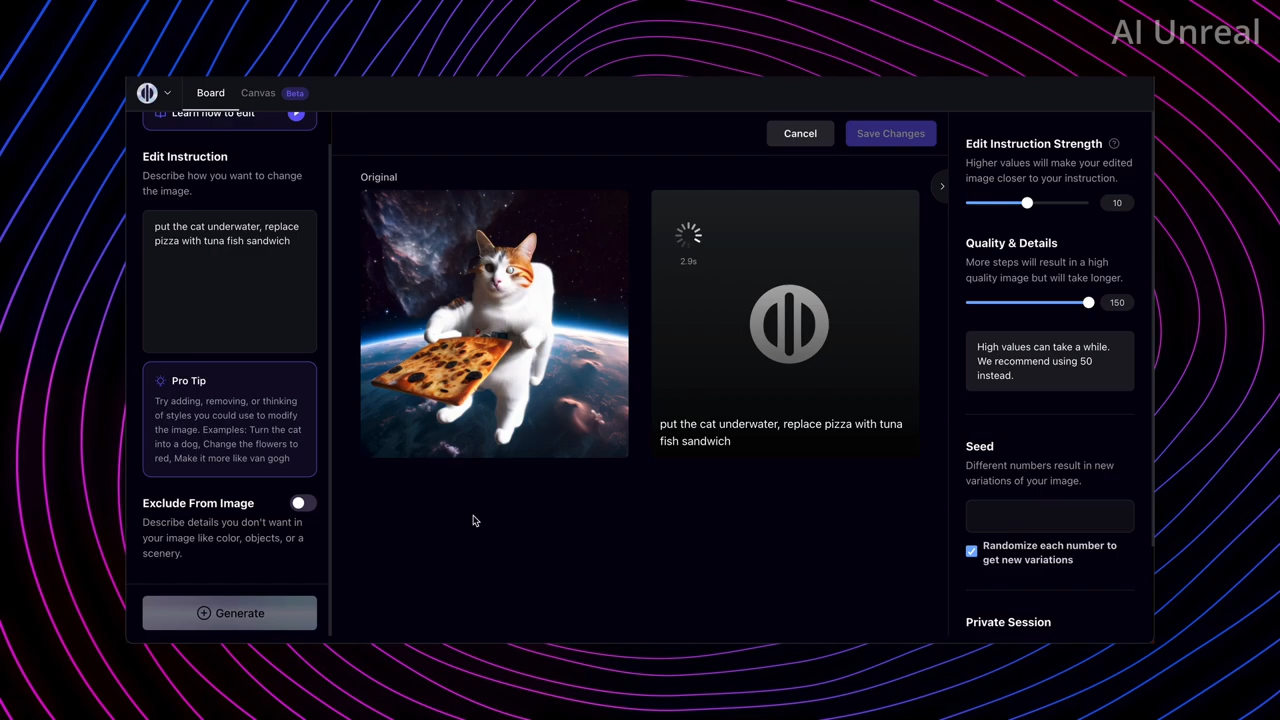 AI Unreal
Board
Canvas
Beta
Learn how to edit
Edit Instruction
Describe how you want to change
the image.
put the cat underwater, replace
pizza with tuna fish sandwich
Pro Tip
Try adding, removing, or thinking
of styles you could use to modify
the image. Examples: Turn the cat
into a dog, Change the flowers to
red, Make it more like van gogh
Exclude From Image
Describe details you don't want in
your image like color, objects, or a
scenery.
Generate
Cancel
Save Changes
Original
2.9s
put the cat underwater, replace pizza with tuna
fish sandwich
Edit Instruction Strength
Higher values will make your edited
image closer to your instruction.
10
Quality & Details
More steps will result in a high
quality image but will take longer.
150
High values can take a while.
We recommend using 50
instead.
Seed
Different numbers result in new
variations of your image.
Randomize each number to
get new variations
Private Session